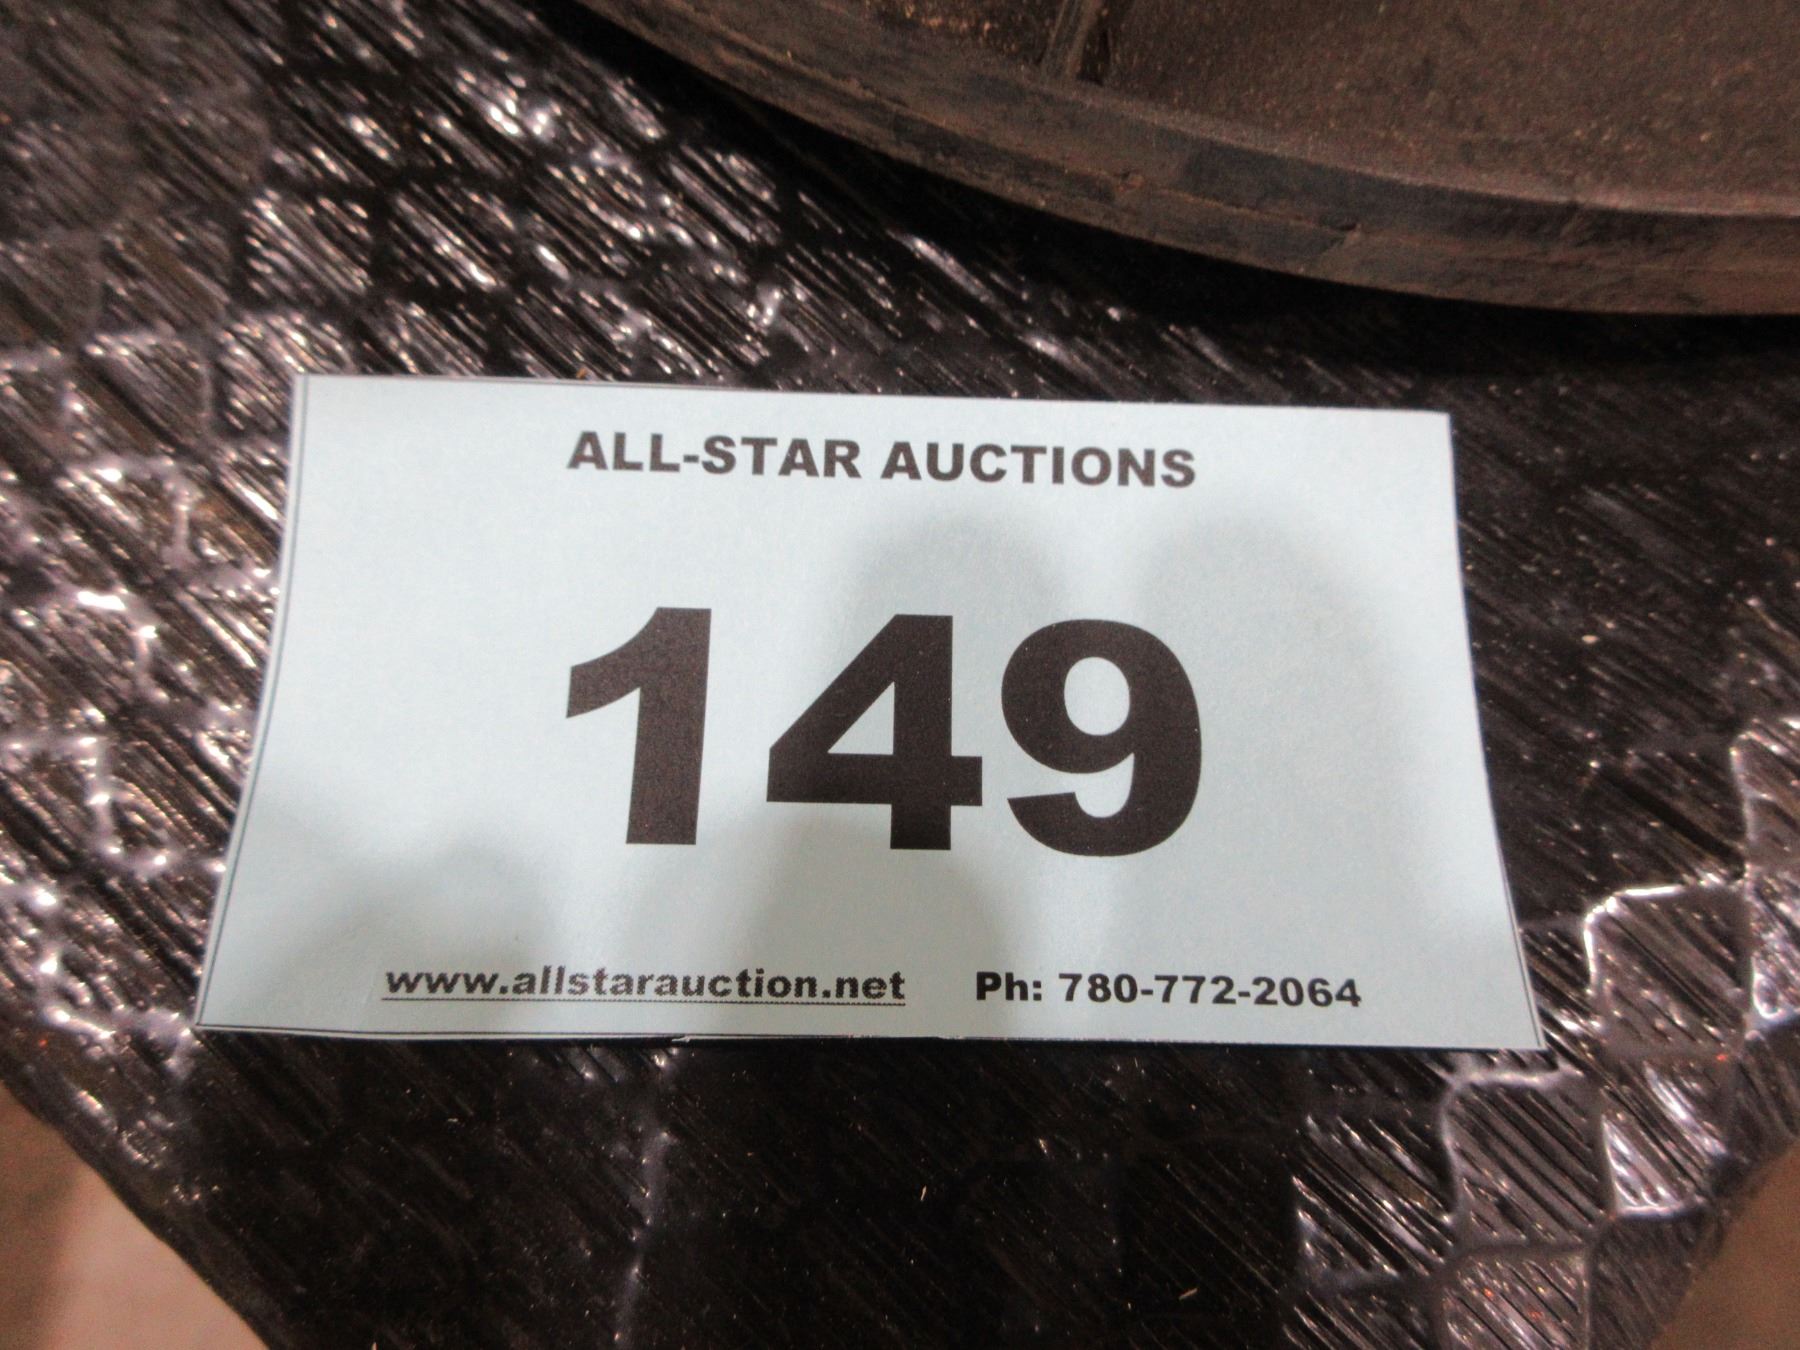 ALL-STAR AUCTIONS
149
www.allstarauction.net Ph: 780-772-2064